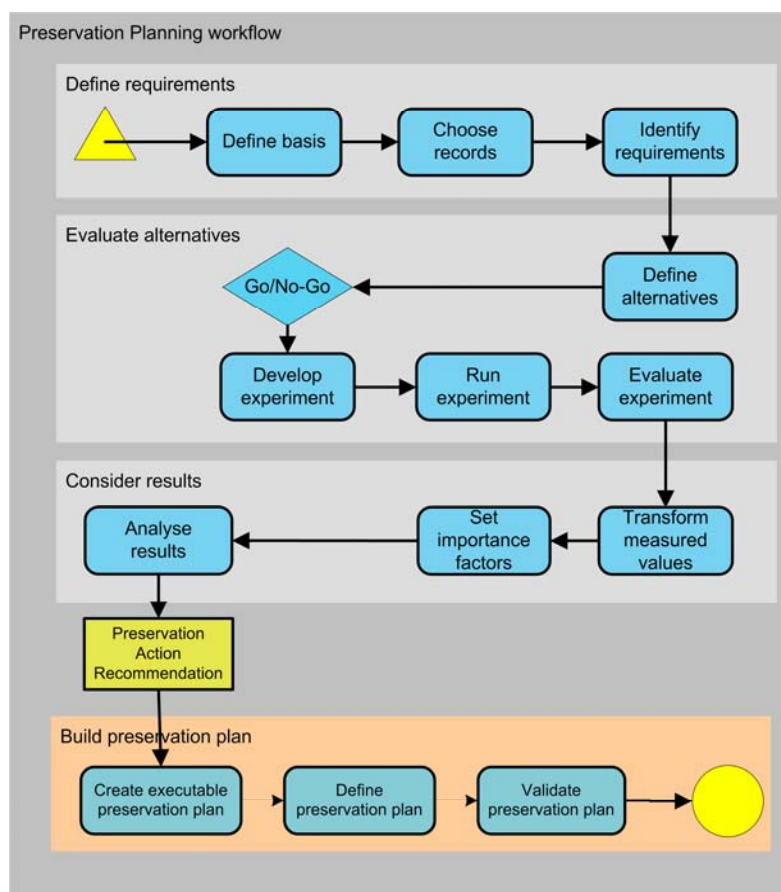 Preservation Planning workflow
Define requirements
Define basis
Choose
records
Identify
requirements
Evaluate alternatives
Go/No-Go
Define
alternatives
Develop
experiment
Run
experiment
Evaluate
experiment
Consider results
Analyse
results
Set
importance
factors
Transform
measured
values
Preservation
Action
Recommendation
Build preservation plan
Create executable
preservation plan
Define
preservation plan
Validate
preservation plan